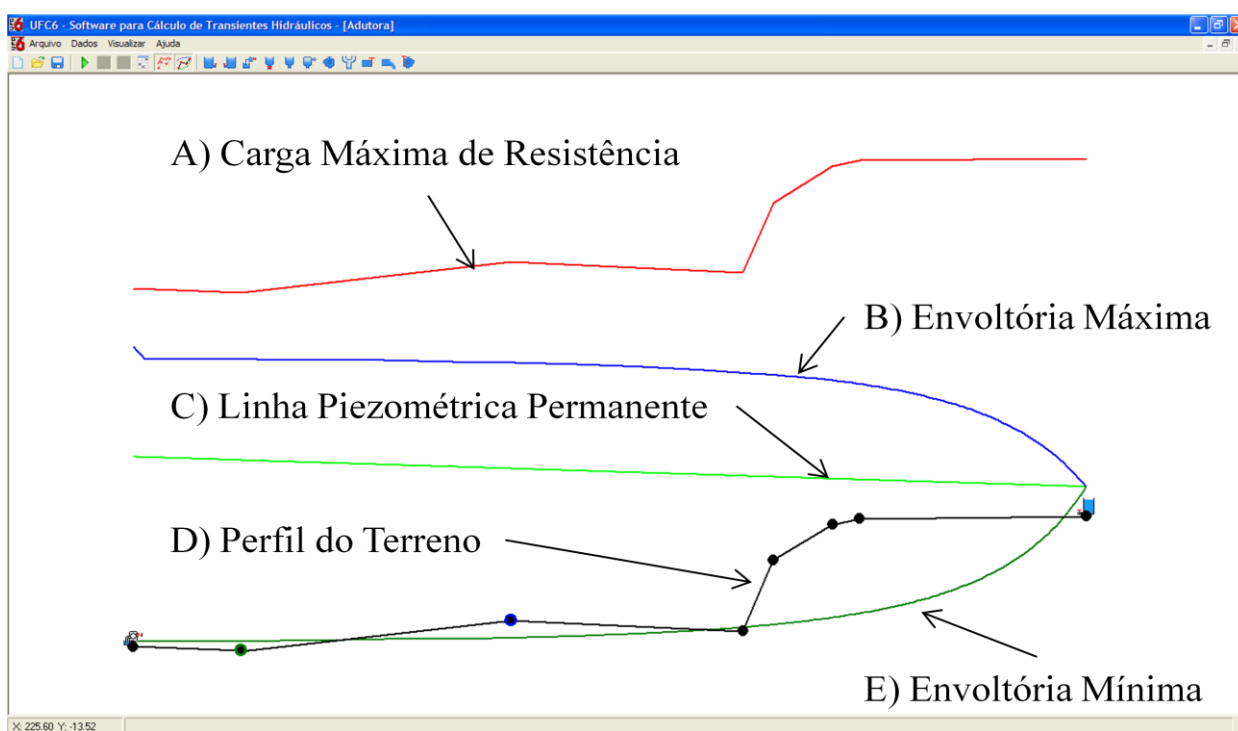 UFC6 - Software para Cálculo de Transientes Hidráulicos - [Adutora]
Arquivo Dados Visualizar Ajuda
A) Carga Máxima de Resistência
B) Envoltória Máxima
C) Linha Piezométrica Permanente
D) Perfil do Terreno
E) Envoltória Mínima
X: 225.60 Y: -13.52